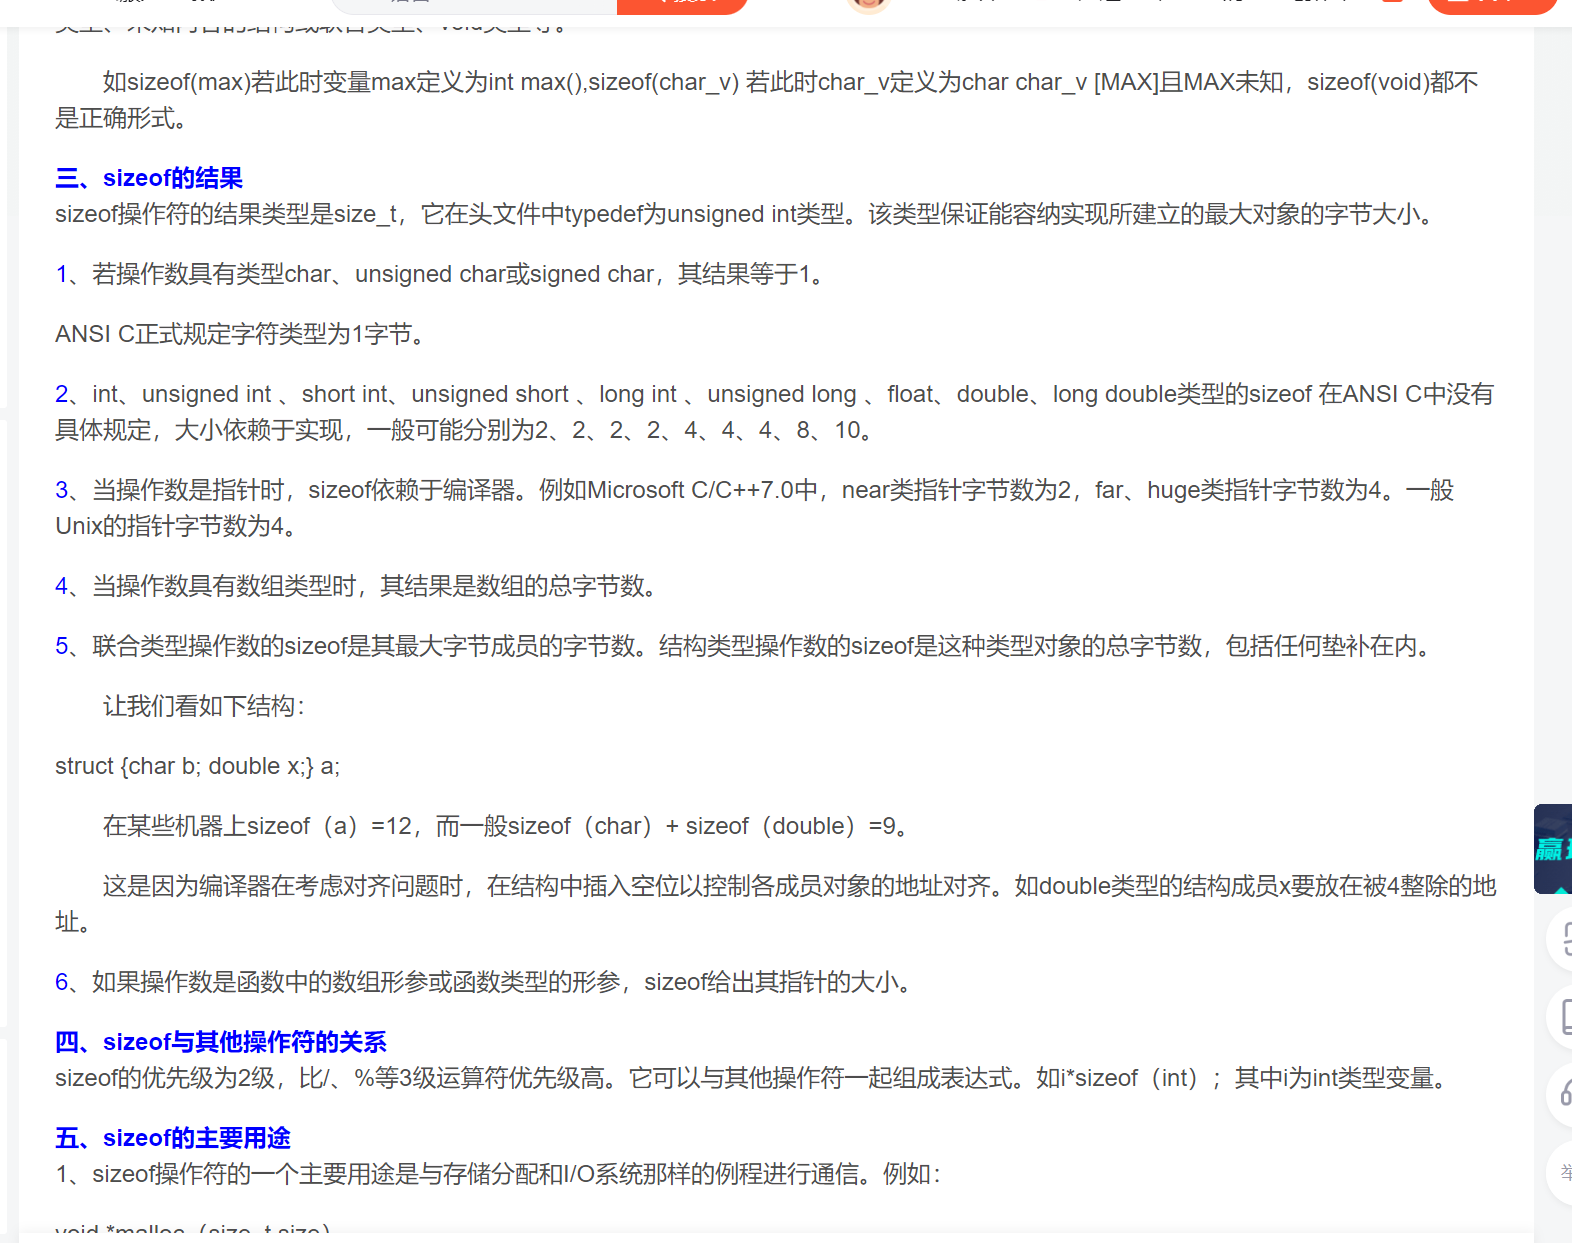 如sizeof(max)若此时变量max定义为int max(),sizeof(char_v) 若此时char_v定义为char char_v [MAX]且MAX未知，sizeof(void)都不
是正确形式。
三、sizeof的结果
sizeof操作符的结果类型是size_t，它在头文件中typedef为unsigned int类型。该类型保证能容纳实现所建立的最大对象的字节大小。
1、若操作数具有类型char、unsigned char或signed char，其结果等于1。
ANSI C正式规定字符类型为1字节。
2、int、unsigned int 、short int、unsigned short 、long int 、unsigned long 、float、double、long double类型的sizeof 在ANSI C中没有
具体规定，大小依赖于实现，一般可能分别为2、2、2、2、4、4、4、8、10。
3、当操作数是指针时，sizeof依赖于编译器。例如Microsoft C/C++7.0中，near类指针字节数为2，far、huge类指针字节数为4。一般
Unix的指针字节数为4。
4、当操作数具有数组类型时，其结果是数组的总字节数。
5、联合类型操作数的sizeof是其最大字节成员的字节数。结构类型操作数的sizeof是这种类型对象的总字节数，包括任何垫补在内。
让我们看如下结构：
struct {char b; double x;} a;
在某些机器上sizeof（a）=12，而一般sizeof（char）+ sizeof（double）=9。
这是因为编译器在考虑对齐问题时，在结构中插入空位以控制各成员对象的地址对齐。如double类型的结构成员x要放在被4整除的地
址。
6、如果操作数是函数中的数组形参或函数类型的形参，sizeof给出其指针的大小。
四、sizeof与其他操作符的关系
sizeof的优先级为2级，比/、%等3级运算符优先级高。它可以与其他操作符一起组成表达式。如i*sizeof（int）；其中i为int类型变量。
五、sizeof的主要用途
1、sizeof操作符的一个主要用途是与存储分配和I/O系统那样的例程进行通信。例如：
void *malloc（size_t size）
赢
举